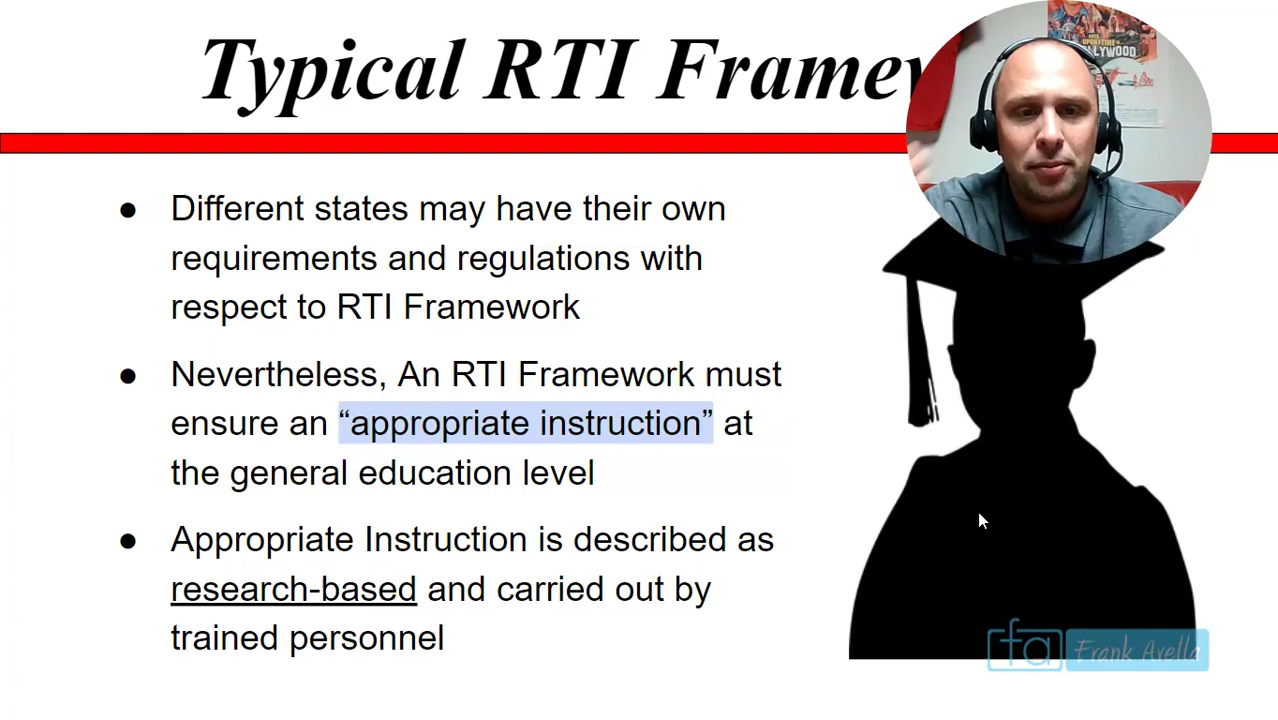 Typical RTI
● Different states may have their own
requirements and regulations with
respect to RTI Framework
● Nevertheless, An RTI Framework must
ensure an “appropriate instruction” at
the general education level
● Appropriate Instruction is described as
research-based and carried out by
trained personnel
fa Frank Avella